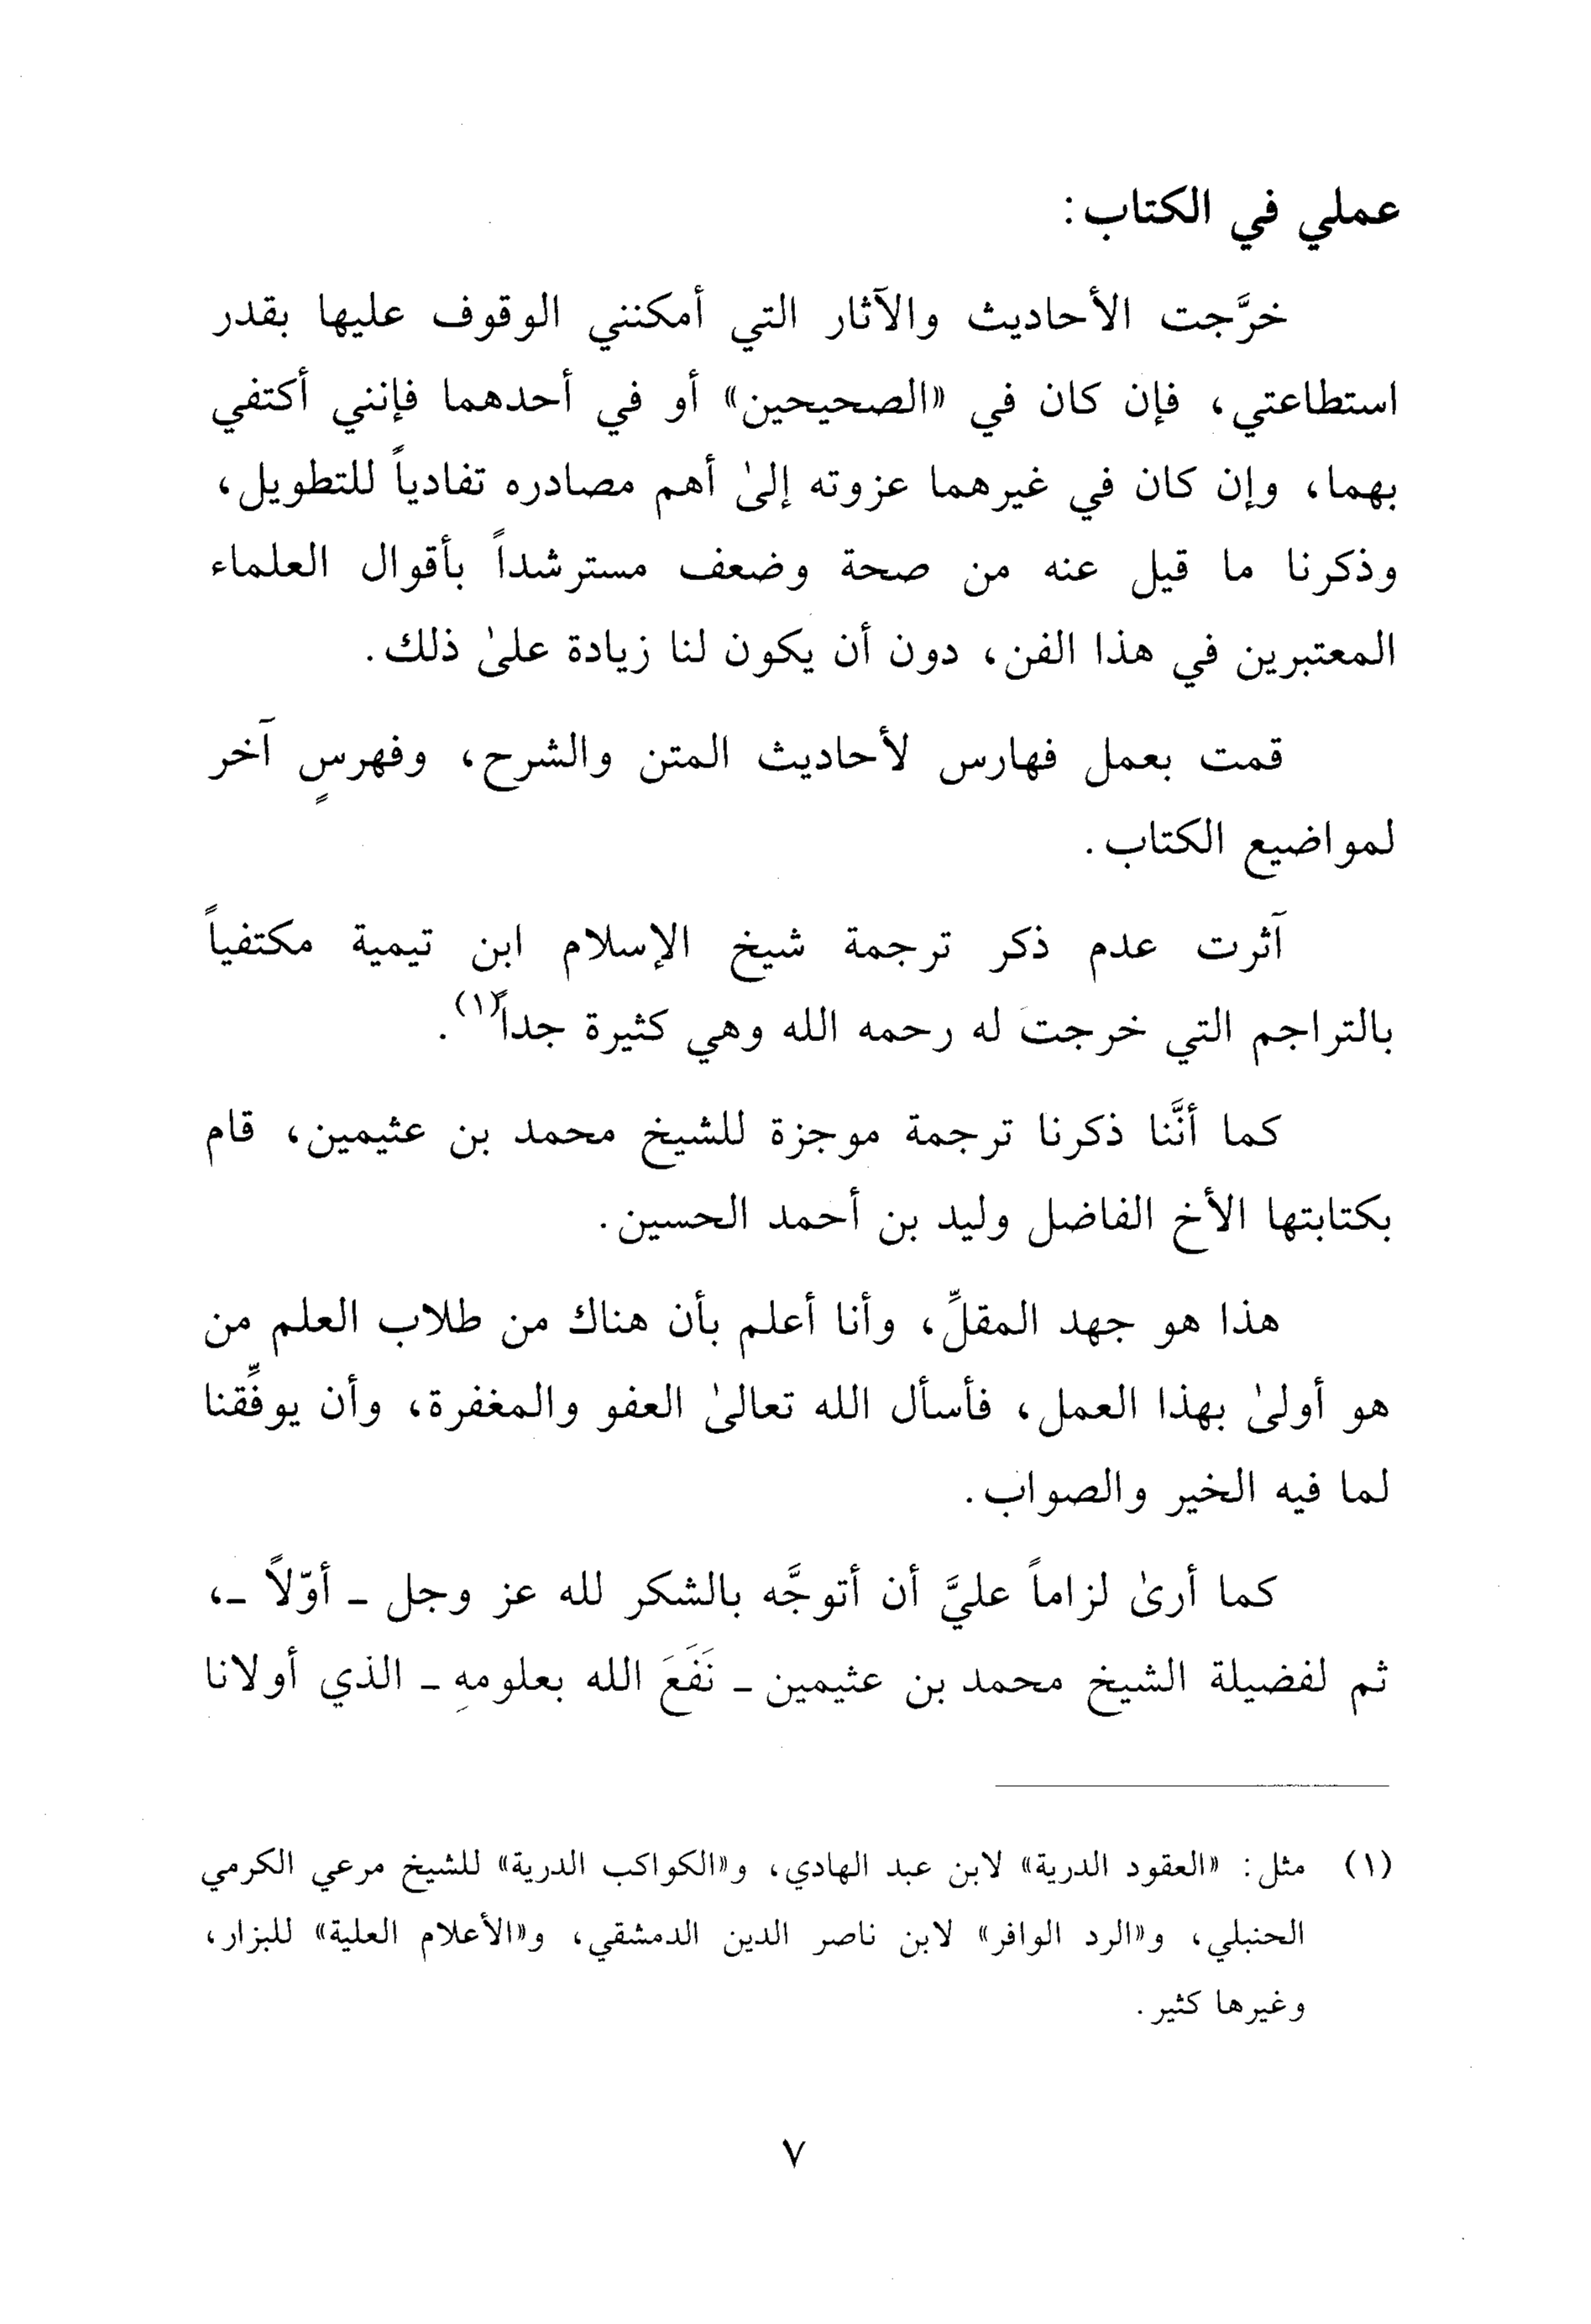 عملي في الكتاب:
خرَّجت الأحاديث والآثار التي أمكنني الوقوف عليها بقدر
استطاعتي، فإن كان في «الصحيحين» أو في أحدهما فإنني أكتفي
بهما، وإن كان في غيرهما عزوته إلىٰ أهم مصادره تفادياً للتطويل،
وذكرنا ما قيل عنه من صحة وضعف مسترشداً بأقوال العلماء
المعتبرين في هذا الفن، دون أن يكون لنا زيادة علىٰ ذلك.
قمت بعمل فهارس لأحاديث المتن والشرح، وفهرسٍ آخر
لمواضيع الكتاب.
آثرت عدم ذكر ترجمة شيخ الإسلام ابن تيمية مكتفياً
بالتراجم التي خرجت له رحمه الله وهي كثيرة جداً(١).
كما أنَّنا ذكرنا ترجمة موجزة للشيخ محمد بن عثيمين، قام
بكتابتها الأخ الفاضل وليد بن أحمد الحسين.
هذا هو جهد المقلِّ، وأنا أعلم بأن هناك من طلاب العلم من
هو أولىٰ بهذا العمل، فأسأل الله تعالىٰ العفو والمغفرة، وأن يوفِّقنا
لما فيه الخير والصواب.
كما أرىٰ لزاماً عليَّ أن أتوجَّه بالشكر لله عز وجل - أوّلاً -،
ثم لفضيلة الشيخ محمد بن عثيمين - نَفَعَ الله بعلومهِ - الذي أولانا
(١) مثل: «العقود الدرية» لابن عبد الهادي، و«الكواكب الدرية» للشيخ مرعي الكرمي
الحنبلي، و«الرد الوافر» لابن ناصر الدين الدمشقي، و«الأعلام العلية» للبزار،
وغيرها كثير.
٧